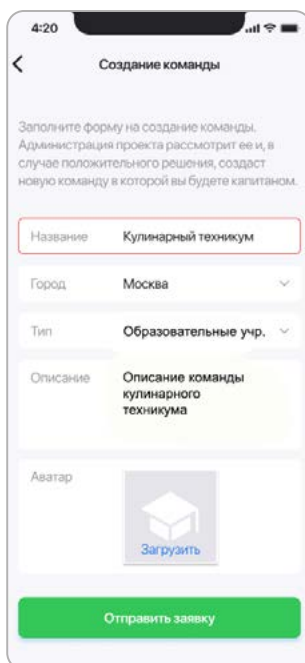 4:20
Создание команды
Заполните форму на создание команды.
Администрация проекта рассмотрит ее и, в
случае положительного решения, создаст
новую команду в которой вы будете капитаном.
Название Кулинарный техникум
Город Москва
Тип Образовательные учр.
Описание Описание команды
кулинарного
техникума
Аватар
Загрузить
Отправить заявку